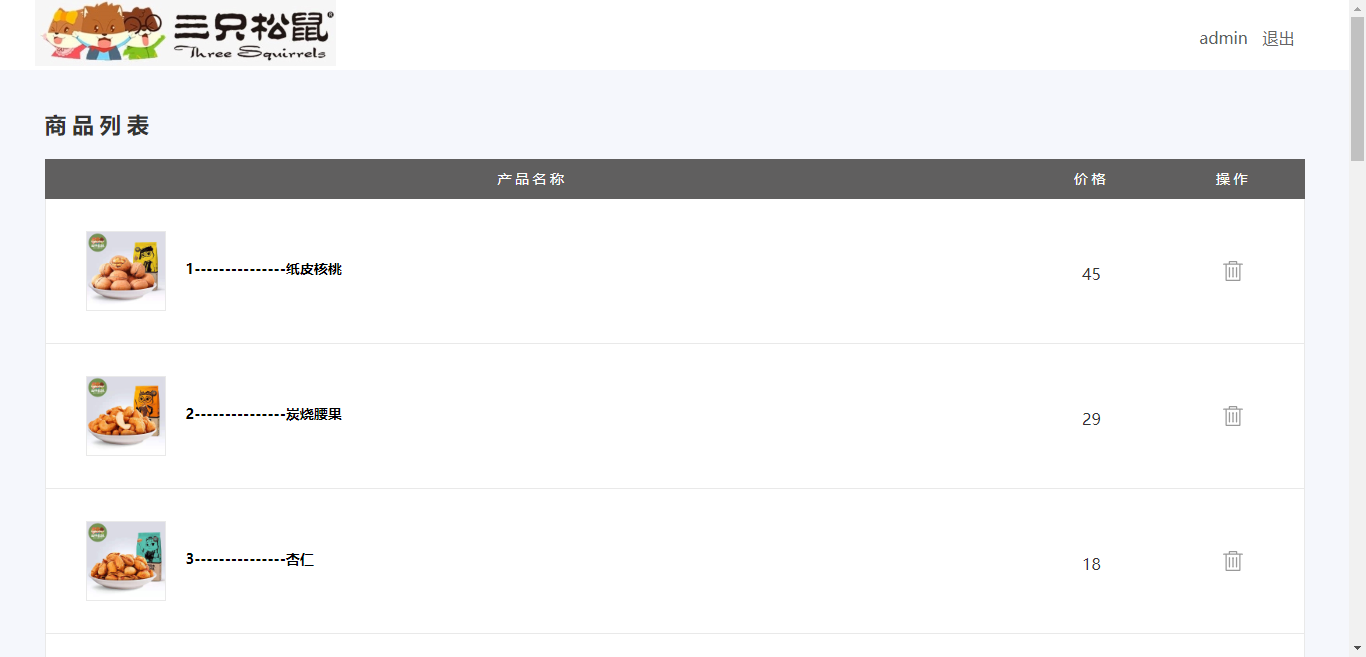 三只松鼠®
Three Squirrels
admin 退出
商品列表
产品名称 价格 操作
1---------------纸皮核桃 45
2---------------炭烧腰果 29
3---------------杏仁 18